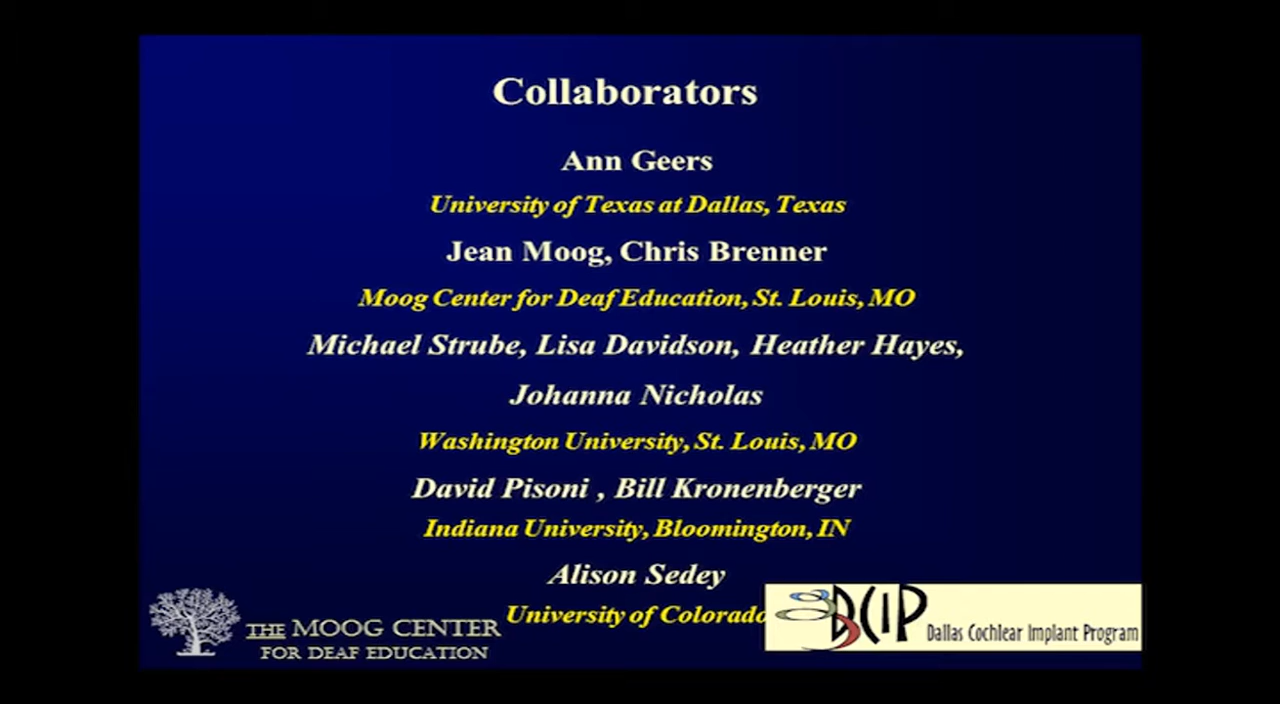 Collaborators
Ann Geers
University of Texas at Dallas, Texas
Jean Moog, Chris Brenner
Moog Center for Deaf Education, St. Louis, MO
Michael Strube, Lisa Davidson, Heather Hayes,
Johanna Nicholas
Washington University, St. Louis, MO
David Pisoni , Bill Kronenberger
Indiana University, Bloomington, IN
Alison Sedey
University of Colorado
THE MOOG CENTER
FOR DEAF EDUCATION
DCIP Dallas Cochlear Implant Program